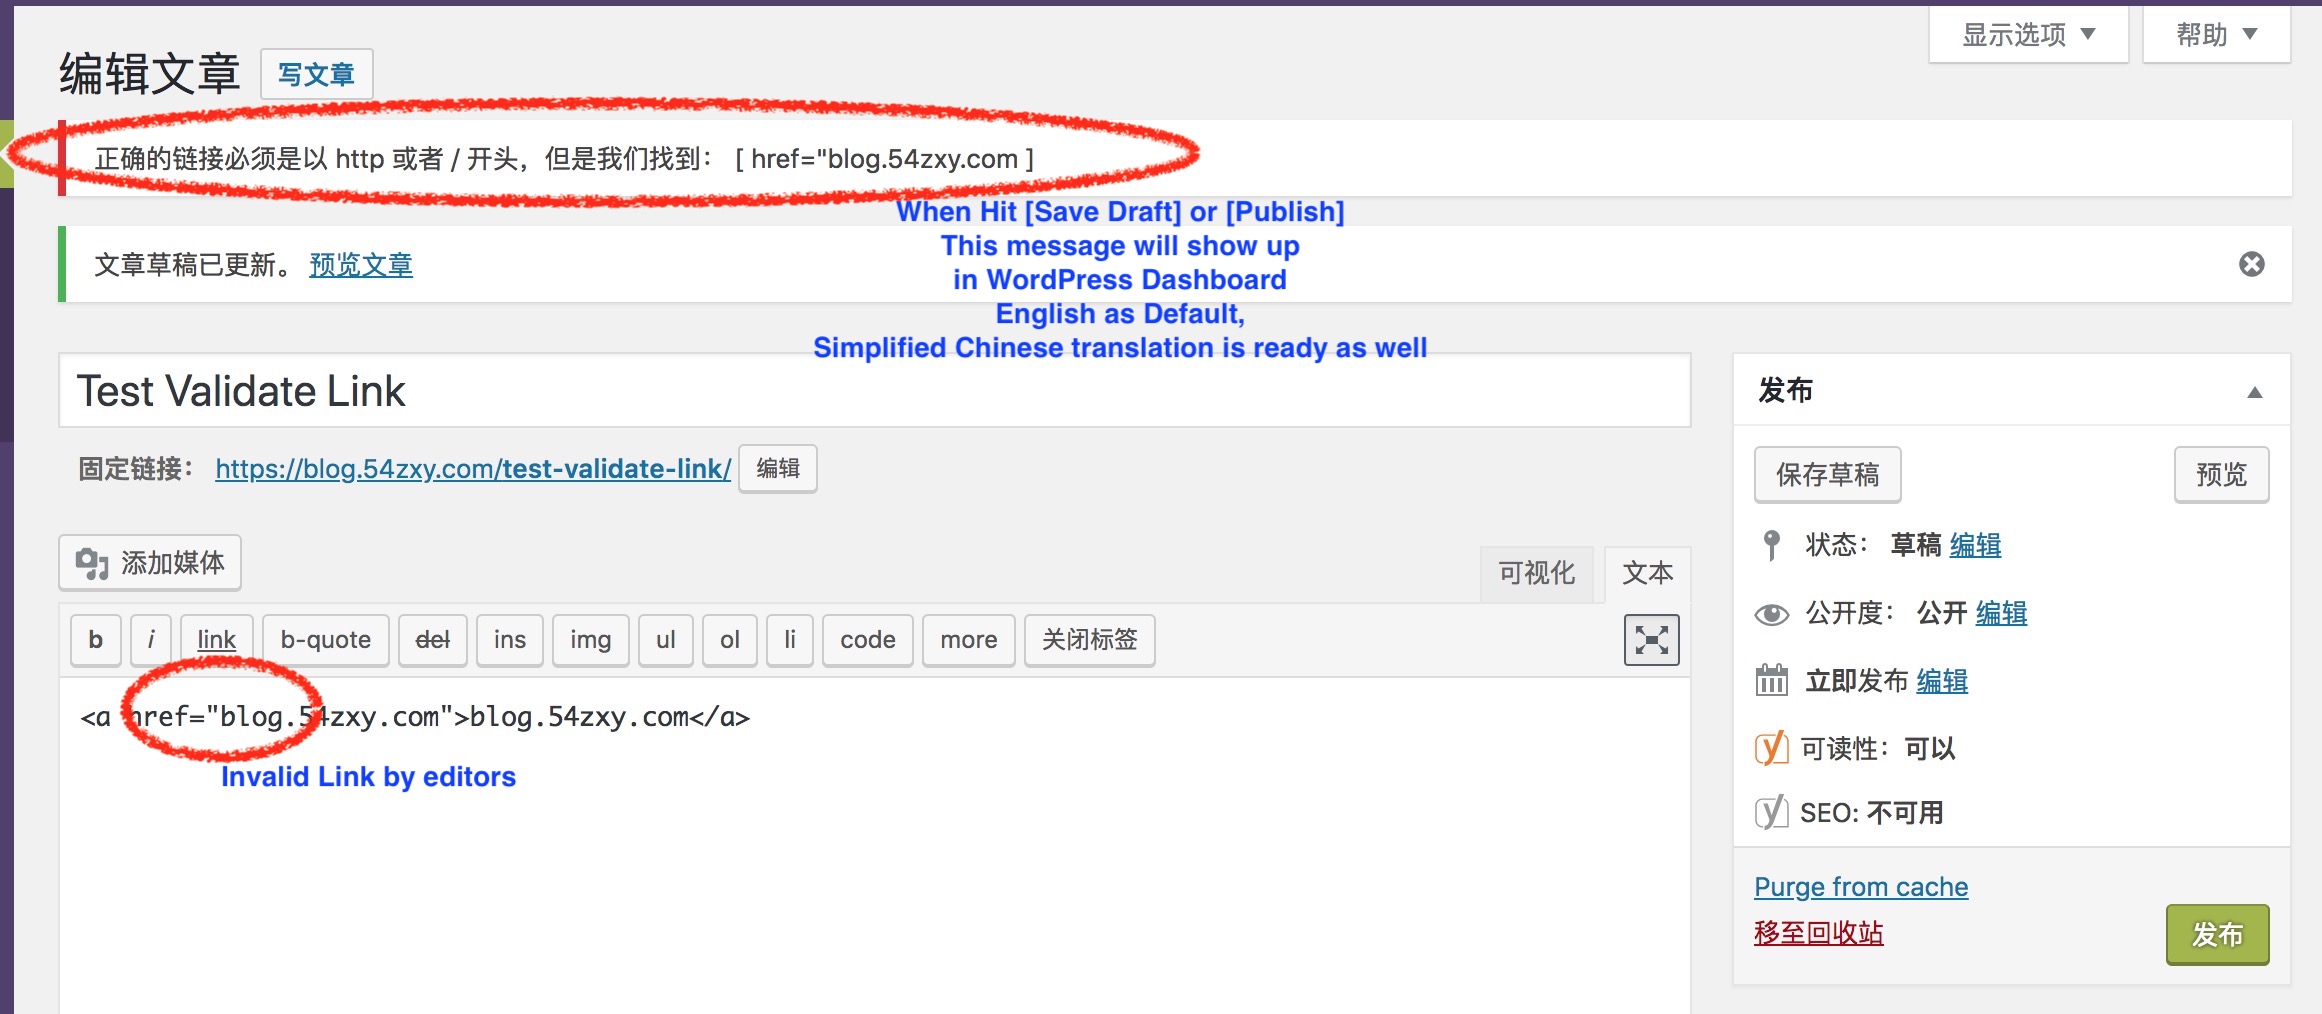 显示选项
帮助
编辑文章 写文章
正确的链接必须是以 http 或者 / 开头，但是我们找到： [ href="blog.54zxy.com ]
When Hit [Save Draft] or [Publish]
This message will show up
in WordPress Dashboard
English as Default,
Simplified Chinese translation is ready as well
文章草稿已更新。 预览文章
Test Validate Link
固定链接： https://blog.54zxy.com/test-validate-link/ 编辑
添加媒体
可视化 文本
b i link b-quote del ins img ul ol li code more 关闭标签
<a href="blog.54zxy.com">blog.54zxy.com</a>
Invalid Link by editors
发布
保存草稿 预览
状态： 草稿 编辑
公开度： 公开 编辑
立即发布 编辑
可读性： 可以
SEO: 不可用
Purge from cache
移至回收站
发布